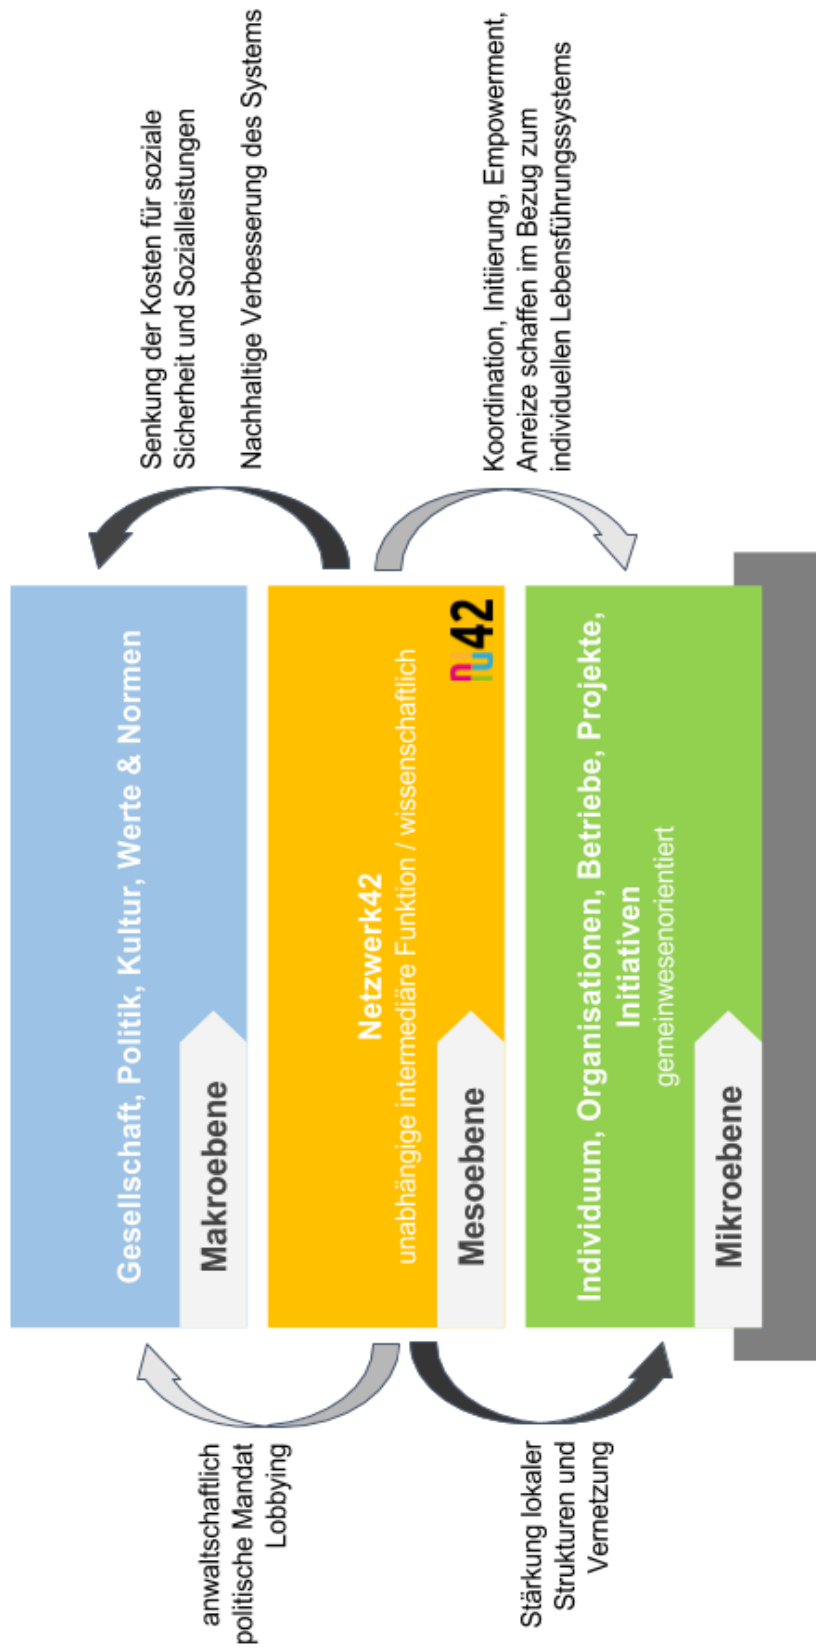 Gesellschaft, Politik, Kultur, Werte & Normen
Makroebene
anwaltschaftlich
politische Mandat
Lobbying
Senkung der Kosten für soziale
Sicherheit und Sozialleistungen
Nachhaltige Verbesserung des Systems
Netzwerk42
unabhängige intermediäre Funktion / wissenschaftlich
Mesoebene
n42
Stärkung lokaler
Strukturen und
Vernetzung
Koordination, Initiierung, Empowerment,
Anreize schaffen im Bezug zum
individuellen Lebensführungssystems
Individuum, Organisationen, Betriebe, Projekte,
Initiativen
gemeinwesenorientiert
Mikroebene